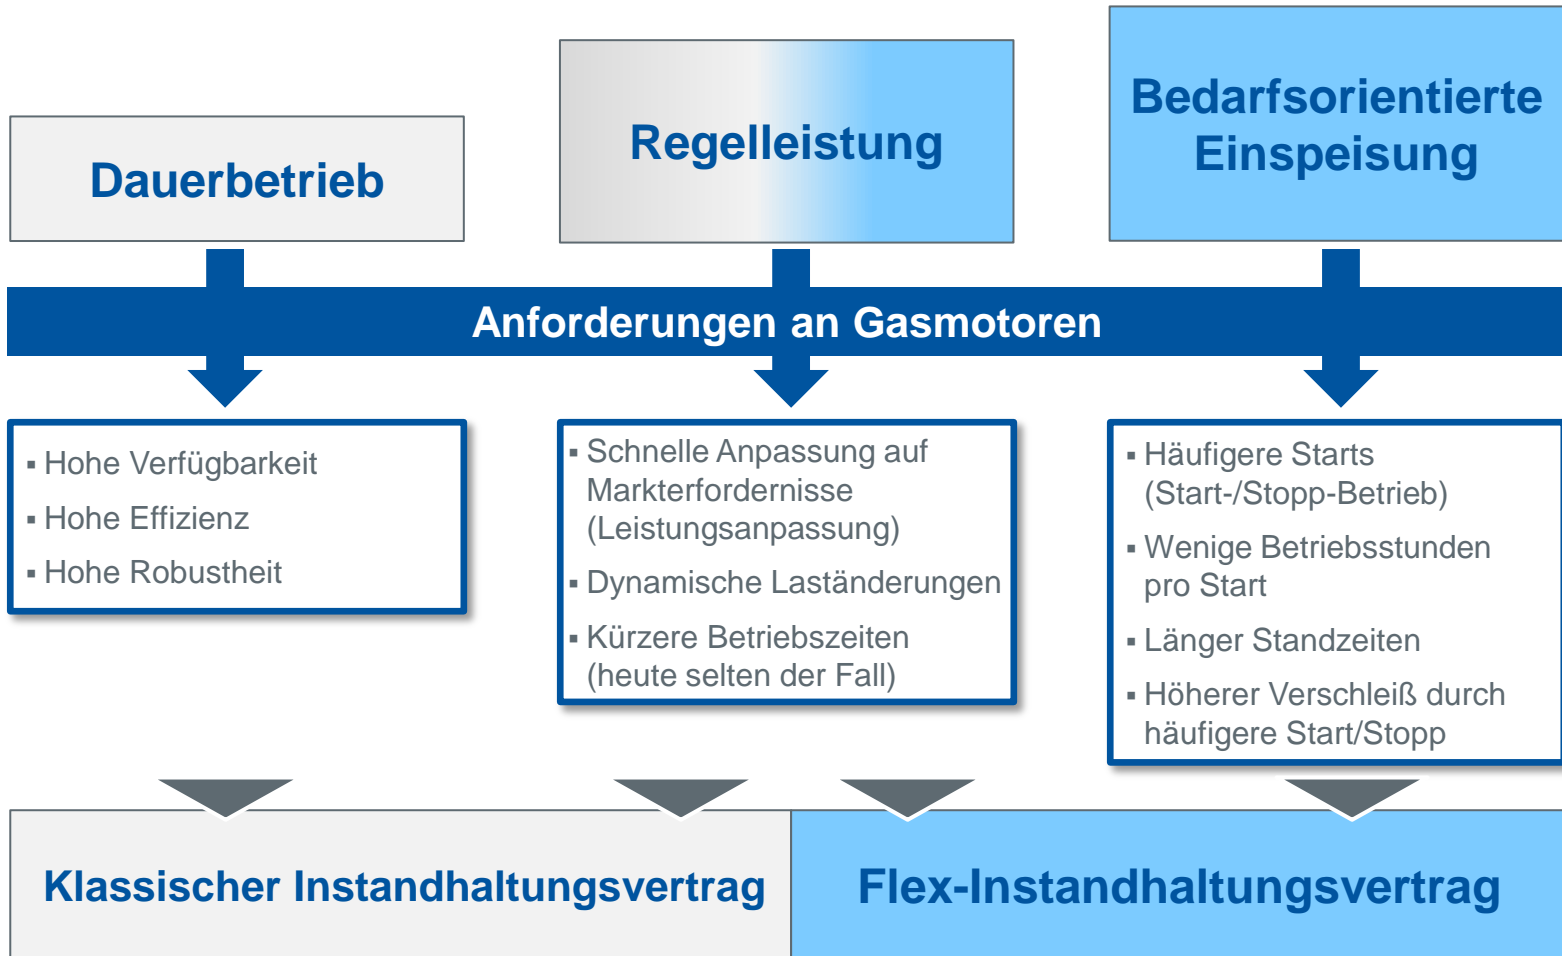 Dauerbetrieb
Regelleistung
Bedarfsorientierte
Einspeisung
Anforderungen an Gasmotoren
▪ Hohe Verfügbarkeit
▪ Hohe Effizienz
▪ Hohe Robustheit
▪ Schnelle Anpassung auf
Markterfordernisse
(Leistungsanpassung)
▪ Dynamische Laständerungen
▪ Kürzere Betriebszeiten
(heute selten der Fall)
▪ Häufigere Starts
(Start-/Stopp-Betrieb)
▪ Wenige Betriebsstunden
pro Start
▪ Länger Standzeiten
▪ Höherer Verschleiß durch
häufigere Start/Stopp
Klassischer Instandhaltungsvertrag
Flex-Instandhaltungsvertrag